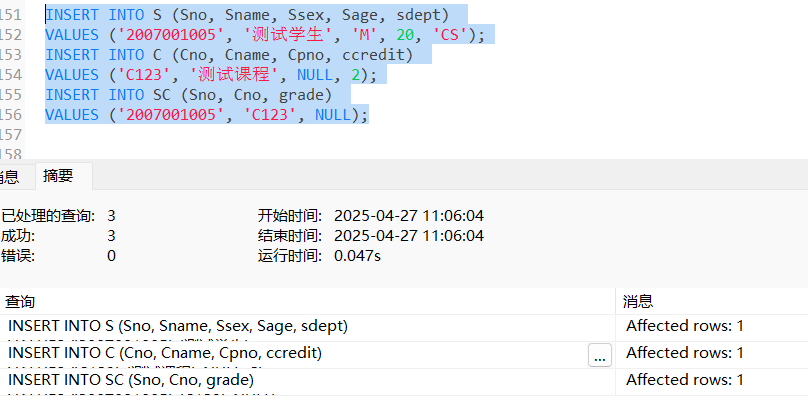 151 INSERT INTO S (Sno, Sname, Ssex, Sage, sdept)
152 VALUES ('2007001005', '测试学生', 'M', 20, 'CS');
153 INSERT INTO C (Cno, Cname, Cpno, ccredit)
154 VALUES ('C123', '测试课程', NULL, 2);
155 INSERT INTO SC (Sno, Cno, grade)
156 VALUES ('2007001005', 'C123', NULL);
157
158
消息 摘要
已处理的查询: 3 开始时间: 2025-04-27 11:06:04
成功: 3 结束时间: 2025-04-27 11:06:04
错误: 0 运行时间: 0.047s
查询 消息
INSERT INTO S (Sno, Sname, Ssex, Sage, sdept) Affected rows: 1
INSERT INTO C (Cno, Cname, Cpno, ccredit) ... Affected rows: 1
INSERT INTO SC (Sno, Cno, grade) Affected rows: 1